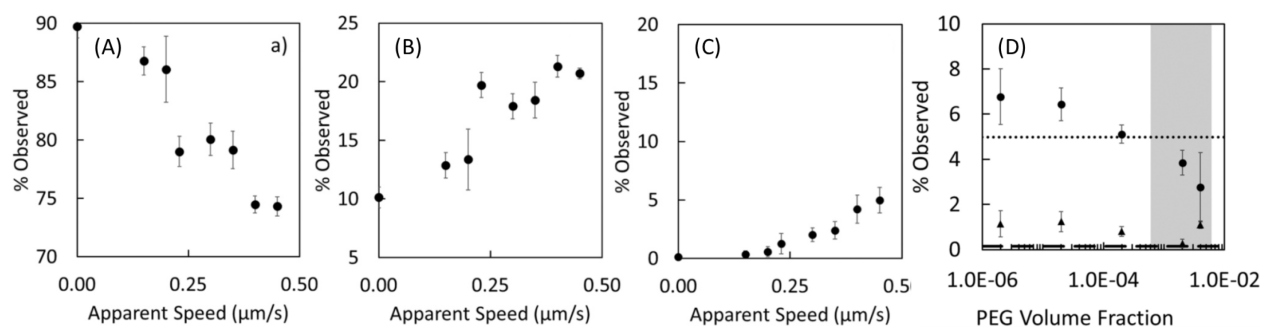 (A)
a)
90
85
80
75
70
% Observed
0.00
0.25
0.50
Apparent Speed (µm/s)
(B)
25
20
15
10
5
% Observed
0.00
0.25
0.50
Apparent Speed (µm/s)
(C)
20
15
10
5
0
% Observed
0.00
0.25
0.50
Apparent Speed (µm/s)
(D)
10
8
6
4
2
0
% Observed
1.0E-06
1.0E-04
1.0E-02
PEG Volume Fraction